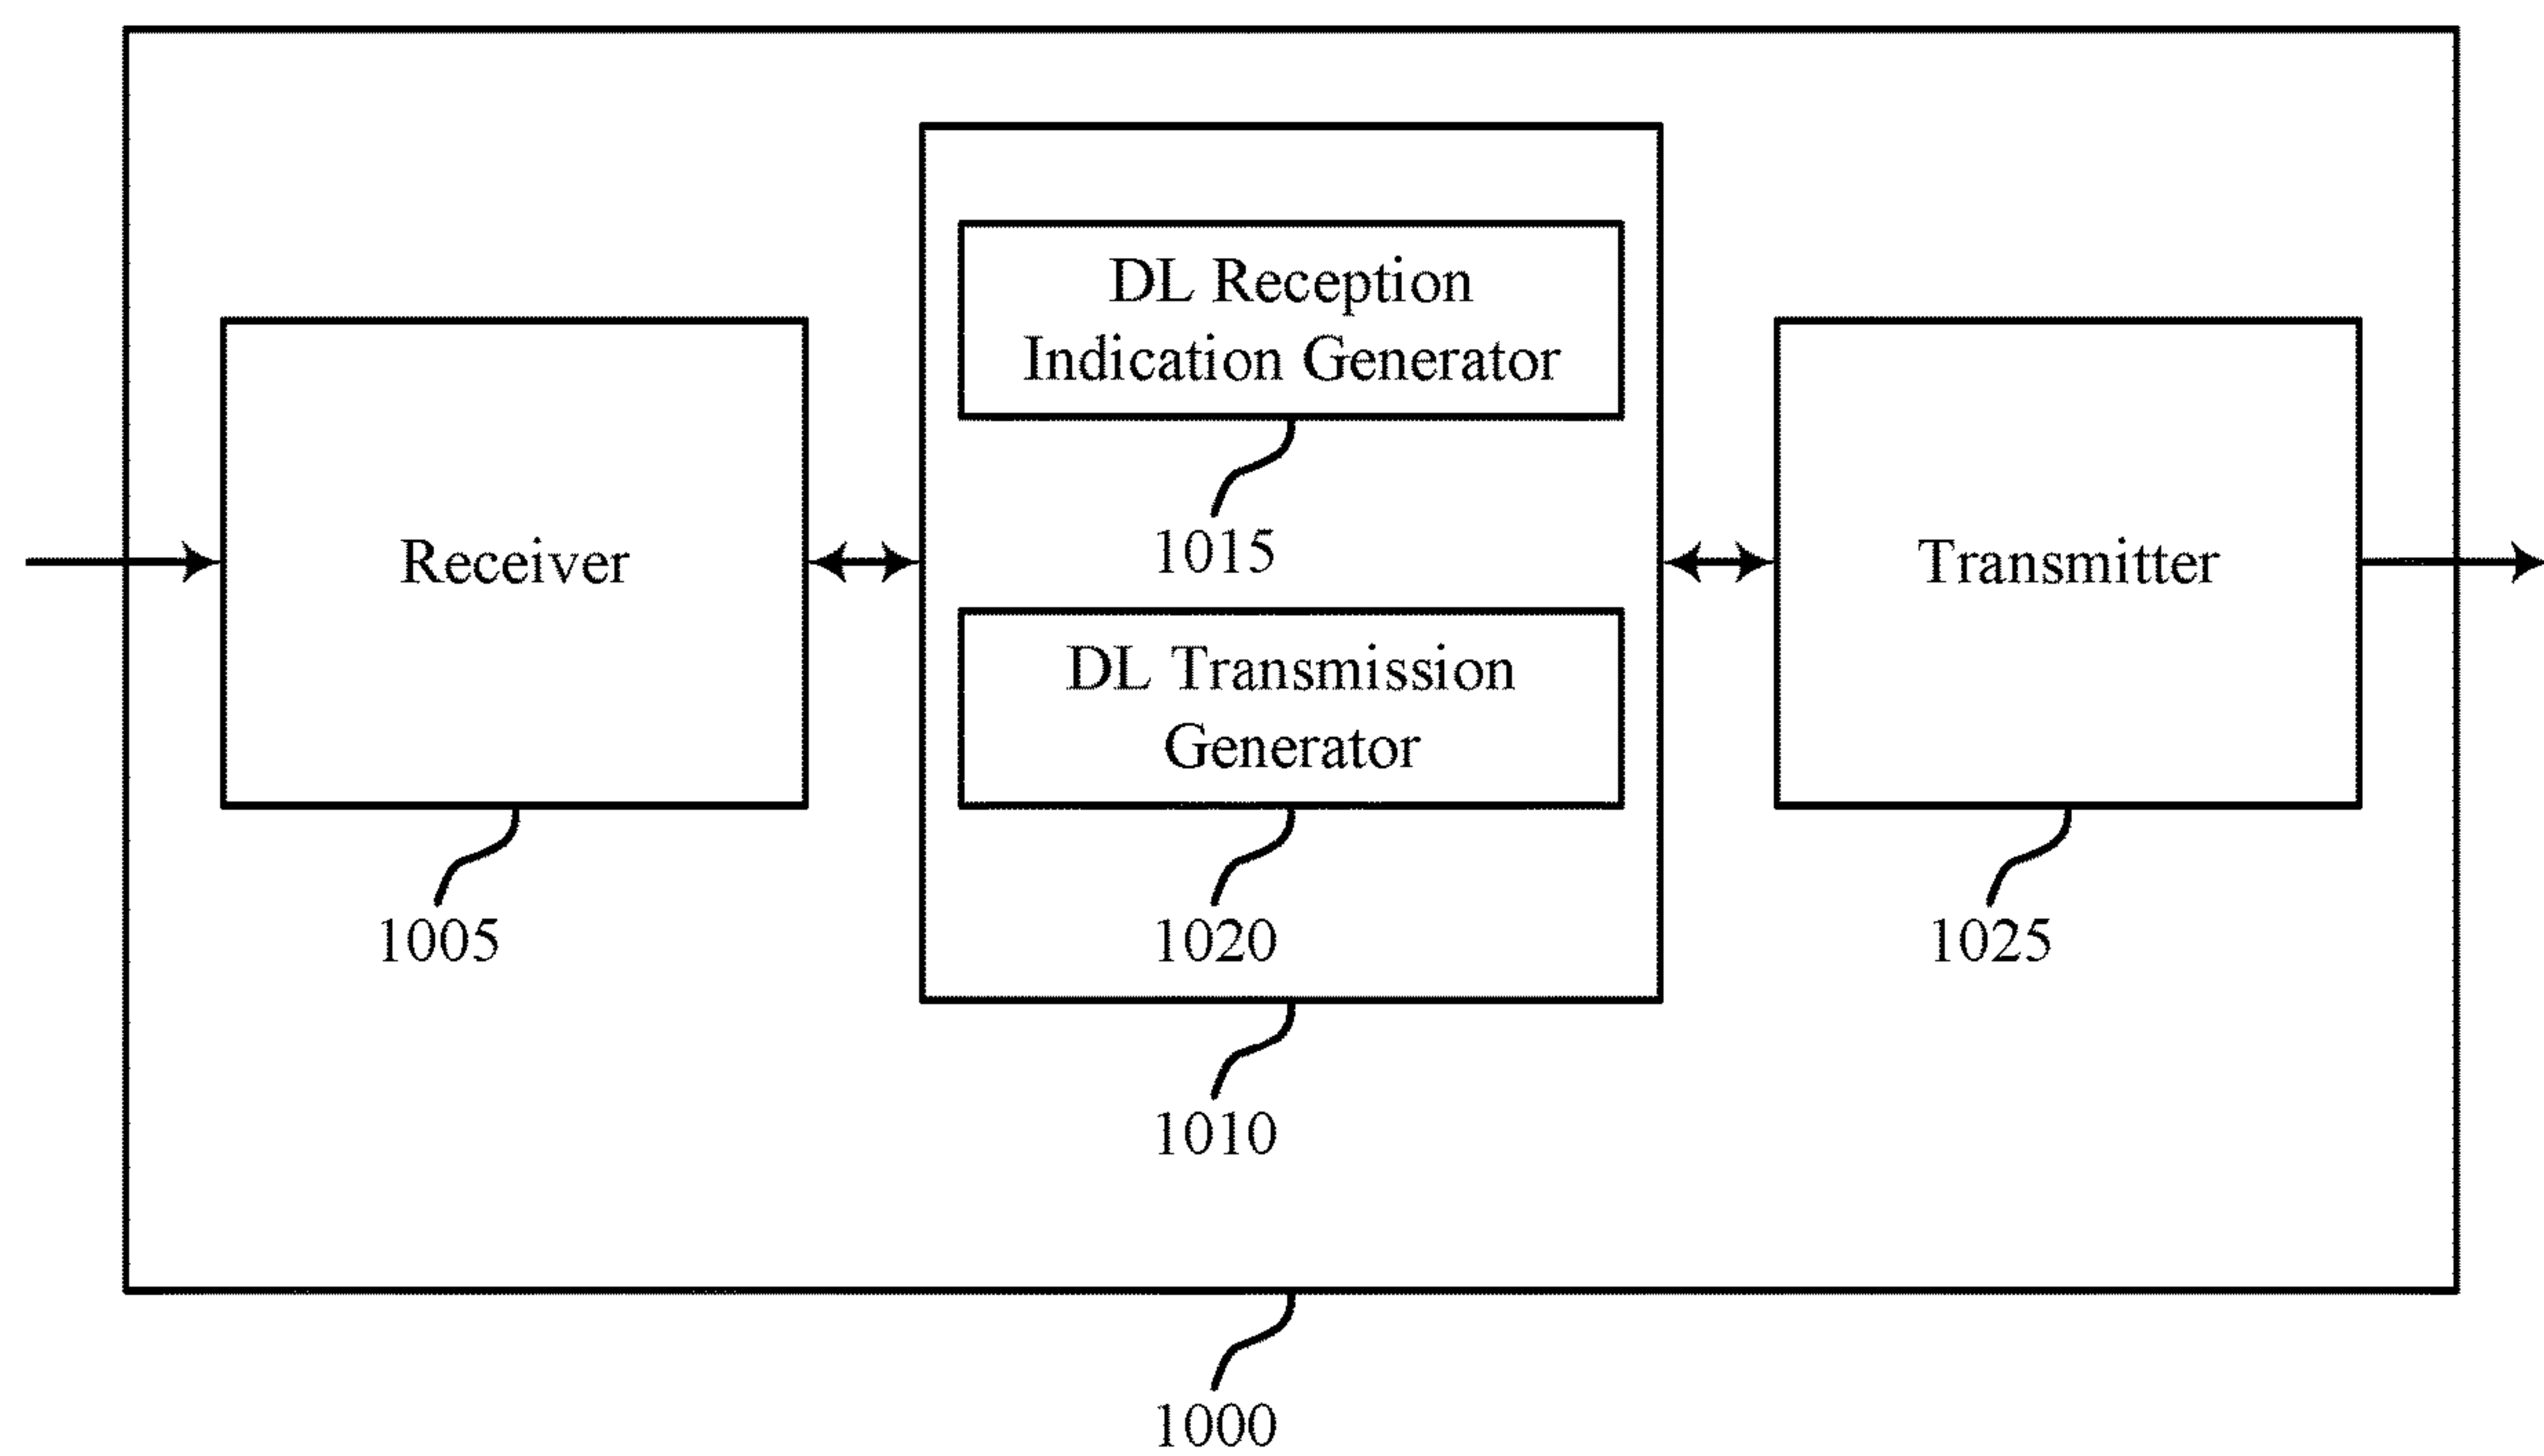 DL Reception
Indication Generator
1015
Receiver
Transmitter
DL Transmission
Generator
1005
1020
1025
1010
1000